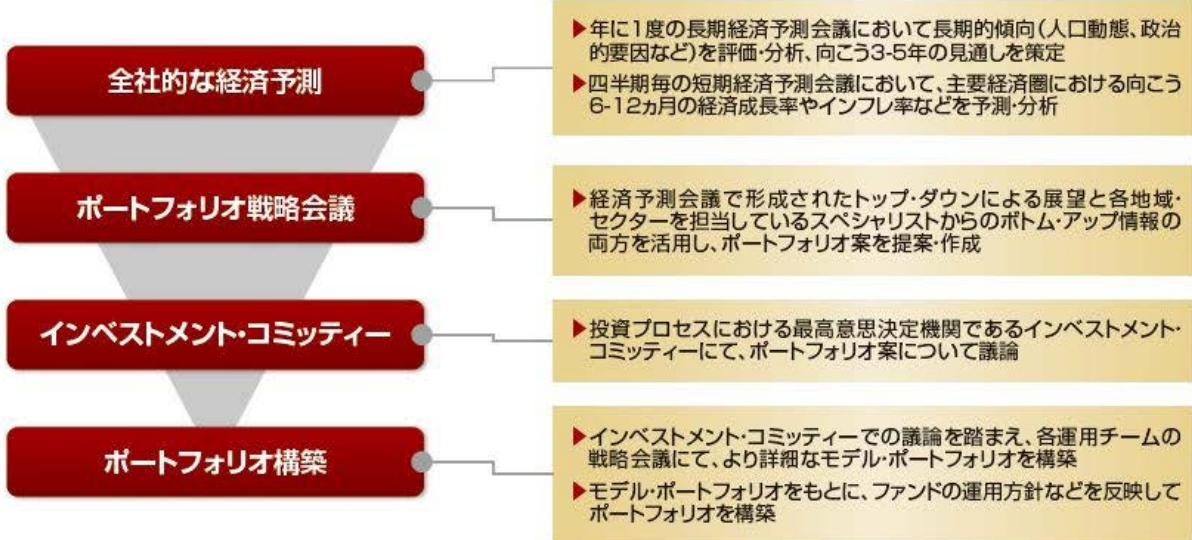 全社的な経済予測
▶年に1度の長期経済予測会議において長期的傾向(人口動態、政治
的要因など)を評価・分析、向こう3-5年の見通しを策定
▶四半期毎の短期経済予測会議において、主要経済圏における向こう
6-12ヵ月の経済成長率やインフレ率などを予測・分析
ポートフォリオ戦略会議
▶経済予測会議で形成されたトップ・ダウンによる展望と各地域・
セクターを担当しているスペシャリストからのボトム・アップ情報の
両方を活用し、ポートフォリオ案を提案・作成
インベストメント・コミッティー
▶投資プロセスにおける最高意思決定機関であるインベストメント・
コミッティーにて、ポートフォリオ案について議論
ポートフォリオ構築
▶インベストメント・コミッティーでの議論を踏まえ、各運用チームの
戦略会議にて、より詳細なモデル・ポートフォリオを構築
▶モデル・ポートフォリオをもとに、ファンドの運用方針などを反映して
ポートフォリオを構築